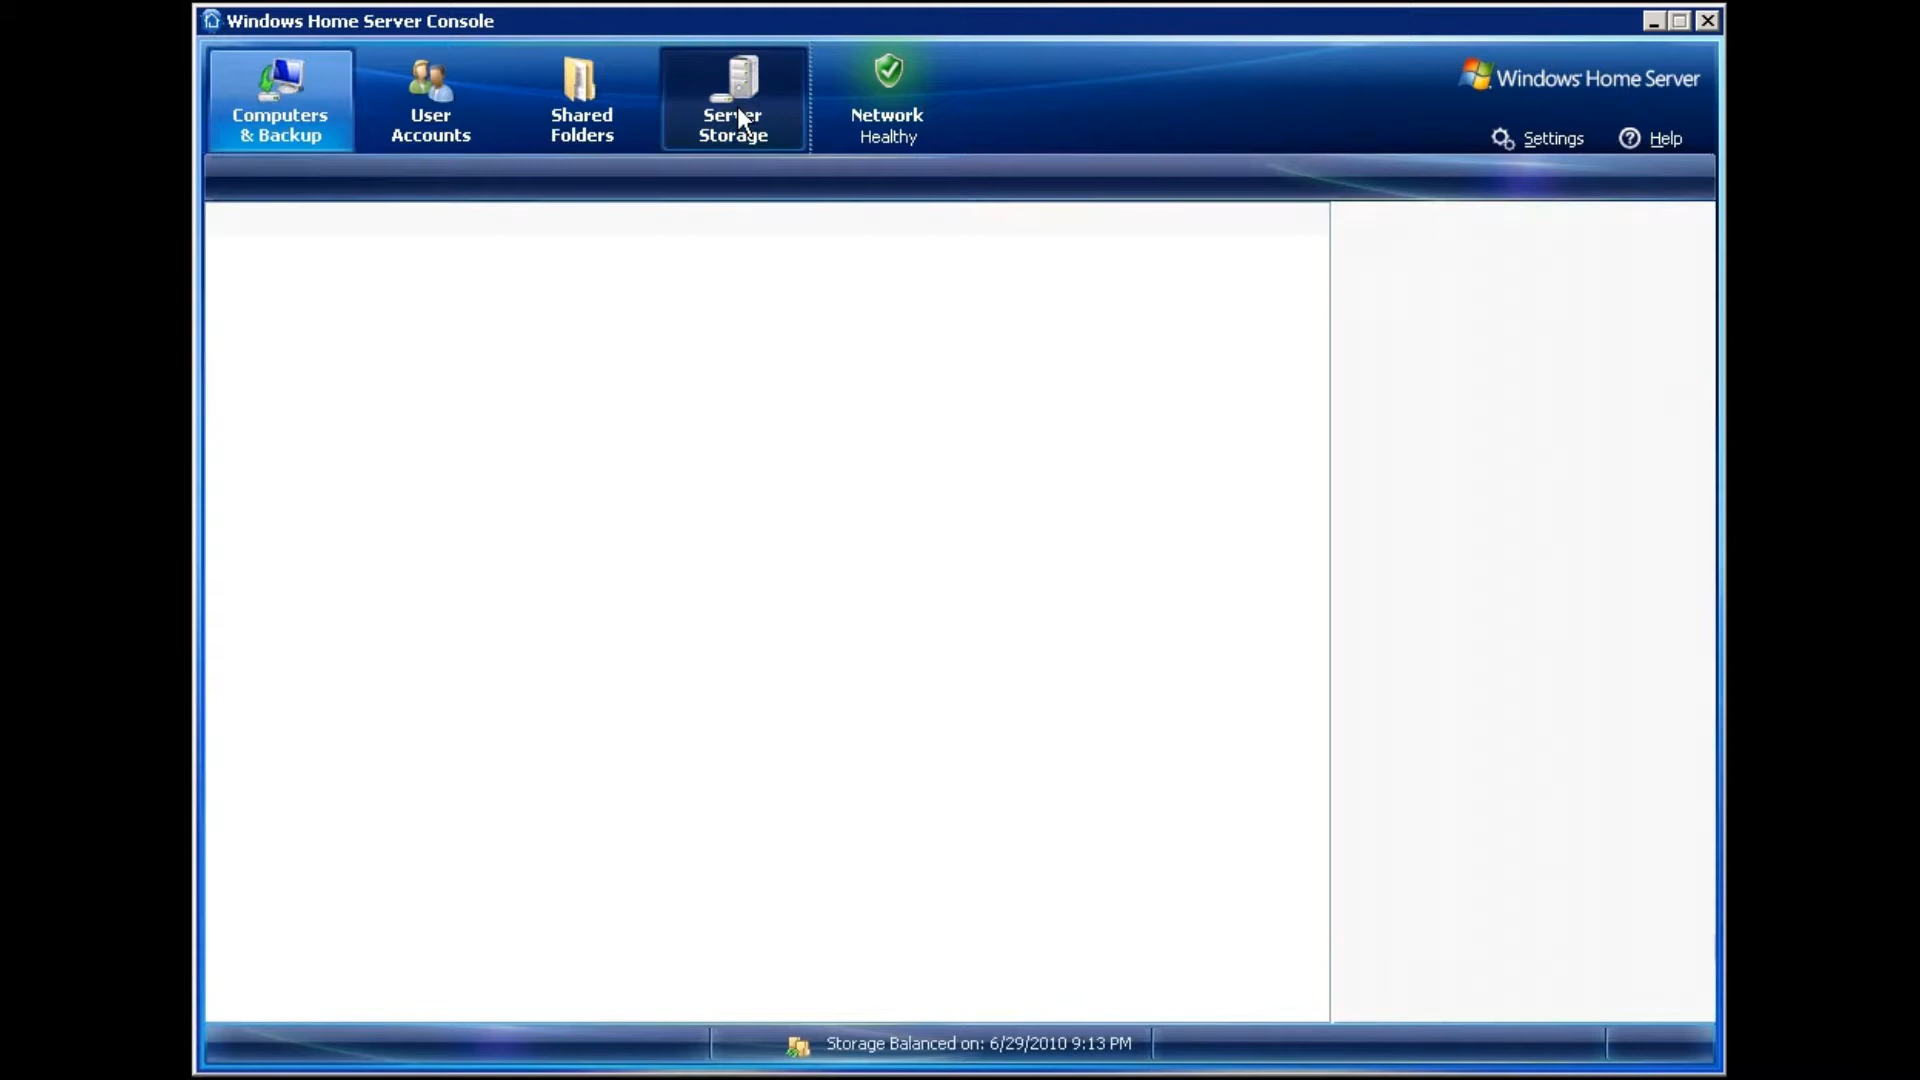 Windows Home Server Console
Computers
& Backup
User
Accounts
Shared
Folders
Server
Storage
Network
Healthy
Windows Home Server
Settings
Help
Storage Balanced on: 6/29/2010 9:13 PM